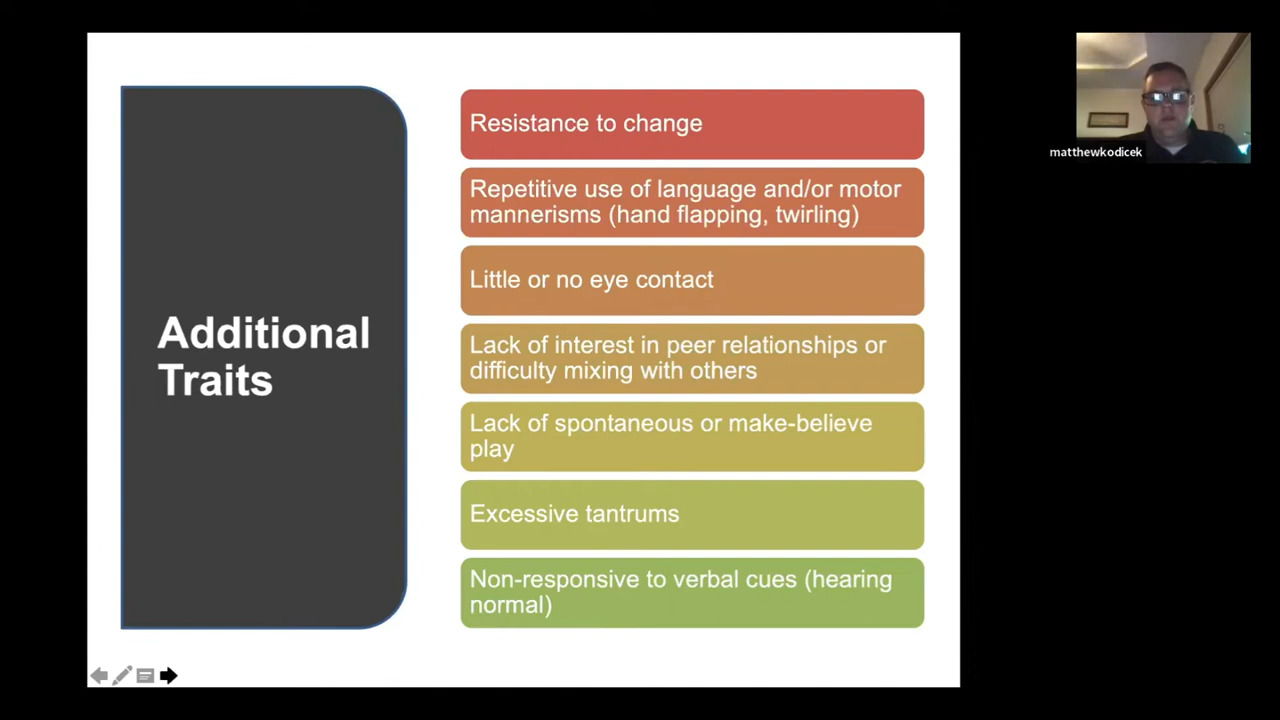 Additional
Traits
Resistance to change
Repetitive use of language and/or motor
mannerisms (hand flapping, twirling)
Little or no eye contact
Lack of interest in peer relationships or
difficulty mixing with others
Lack of spontaneous or make-believe
play
Excessive tantrums
Non-responsive to verbal cues (hearing
normal)
matthewkodicek